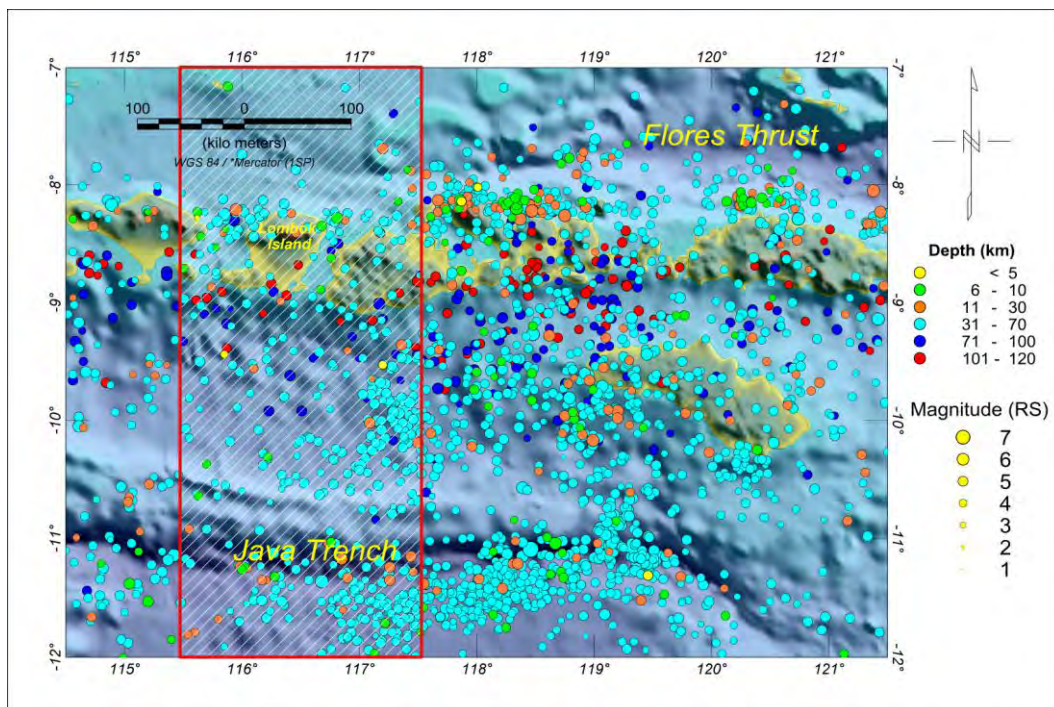 115° 116° 117° 118° 119° 120° 121°
-7° -7°
100 0 100
(kilo meters)
WGS 84 / *Mercator (1SP)
Flores Thrust
N
-8° -8°
Lombok
Island
-9° -9°
-10° -10°
-11° -11°
Java Trench
-12° -12°
115° 116° 117° 118° 119° 120° 121°
Depth (km)
< 5
6 - 10
11 - 30
31 - 70
71 - 100
101 - 120
Magnitude (RS)
7
6
5
4
3
2
1